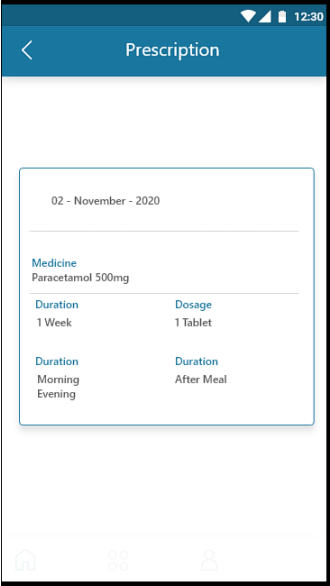 12:30
Prescription
02 - November - 2020
Medicine
Paracetamol 500mg
Duration Dosage
1 Week 1 Tablet
Duration Duration
Morning After Meal
Evening